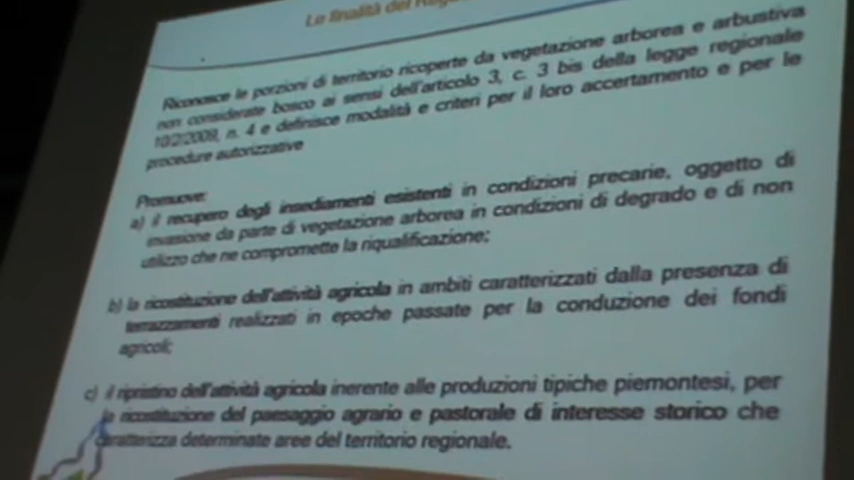 Le finalità del
Riconosce le porzioni di territorio ricoperte da vegetazione arborea e arbustiva
non considerate bosco ai sensi dell'articolo 3, c. 3 bis della legge regionale
10/2/2009, n. 4 e definisce modalità e criteri per il loro accertamento e per le
procedure autorizzative
Promuove:
a) il recupero degli insediamenti esistenti in condizioni precarie, oggetto di
invasione da parte di vegetazione arborea in condizioni di degrado e di non
utilizzo che ne compromette la riqualificazione;
b) la ricostituzione dell'attività agricola in ambiti caratterizzati dalla presenza di
terrazzamenti realizzati in epoche passate per la conduzione dei fondi
agricoli;
c) il ripristino dell'attività agricola inerente alle produzioni tipiche piemontesi, per
la ricostituzione del paesaggio agrario e pastorale di interesse storico che
caratterizza determinate aree del territorio regionale.